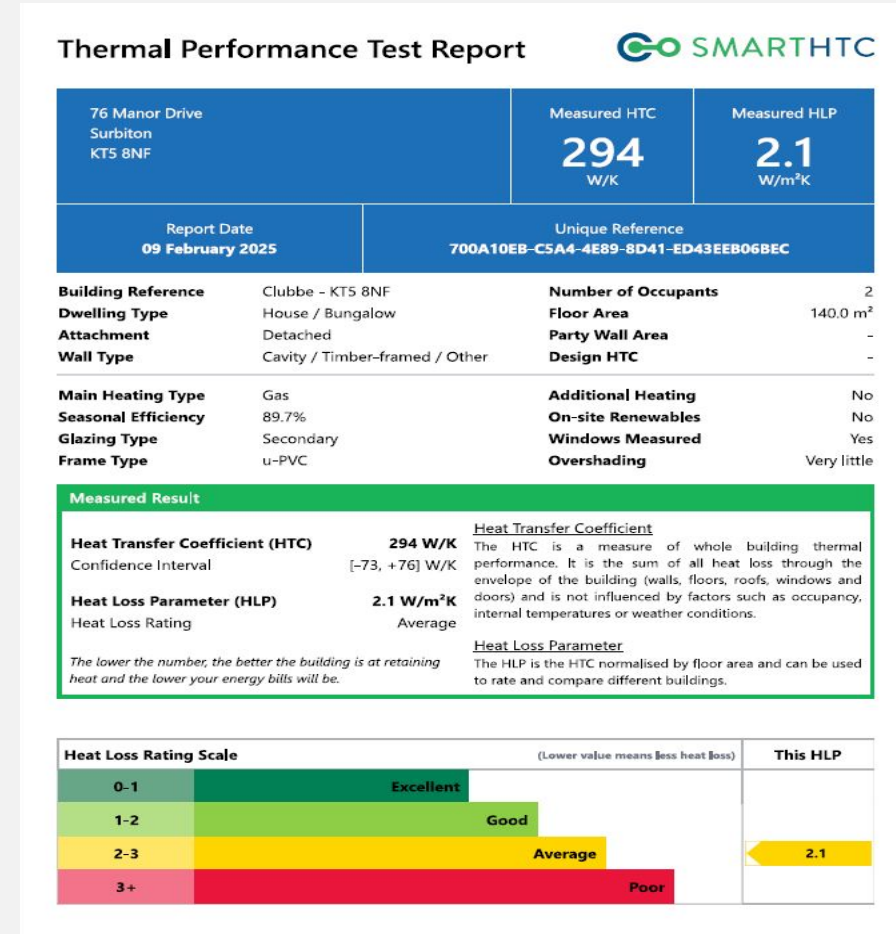 Thermal Performance Test Report
SMARTHTC
76 Manor Drive
Surbiton
KT5 8NF
Measured HTC
294
W/K
Measured HLP
2.1
W/m²K
Report Date
09 February 2025
Unique Reference
700A10EB-C5A4-4E89-8D41-ED43EEB06BEC
Building Reference Clubbe - KT5 8NF
Dwelling Type House / Bungalow
Attachment Detached
Wall Type Cavity / Timber-framed / Other
Number of Occupants 2
Floor Area 140.0 m²
Party Wall Area -
Design HTC -
Main Heating Type Gas
Seasonal Efficiency 89.7%
Glazing Type Secondary
Frame Type u-PVC
Additional Heating No
On-site Renewables No
Windows Measured Yes
Overshading Very little
Measured Result
Heat Transfer Coefficient (HTC) 294 W/K
Confidence Interval [-73, +76] W/K
Heat Loss Parameter (HLP) 2.1 W/m²K
Heat Loss Rating Average
The lower the number, the better the building is at retaining
heat and the lower your energy bills will be.
Heat Transfer Coefficient
The HTC is a measure of whole building thermal
performance. It is the sum of all heat loss through the
envelope of the building (walls, floors, roofs, windows and
doors) and is not influenced by factors such as occupancy,
internal temperatures or weather conditions.
Heat Loss Parameter
The HLP is the HTC normalised by floor area and can be used
to rate and compare different buildings.
Heat Loss Rating Scale (Lower value means less heat loss) This HLP
0-1 Excellent
1-2 Good
2-3 Average 2.1
3+ Poor